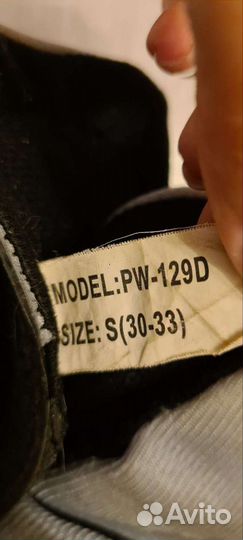 MODEL:PW-129D
SIZE: S(30-33)
Avito